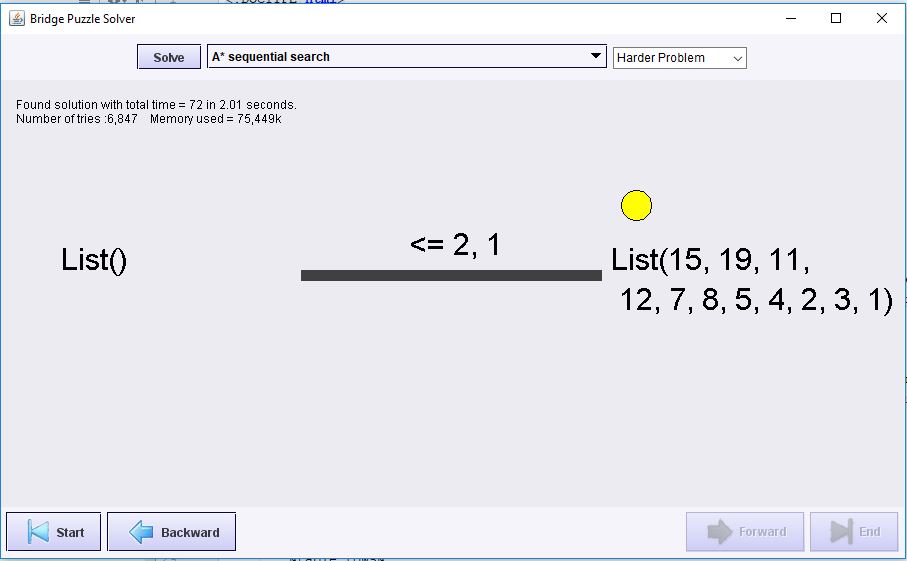 <!DOCTYPE html>
Bridge Puzzle Solver
Solve
A* sequential search
Harder Problem
Found solution with total time = 72 in 2.01 seconds.
Number of tries :6,847    Memory used = 75,449k
<= 2, 1
List()
List(15, 19, 11,
12, 7, 8, 5, 4, 2, 3, 1)
Start
Backward
Forward
End